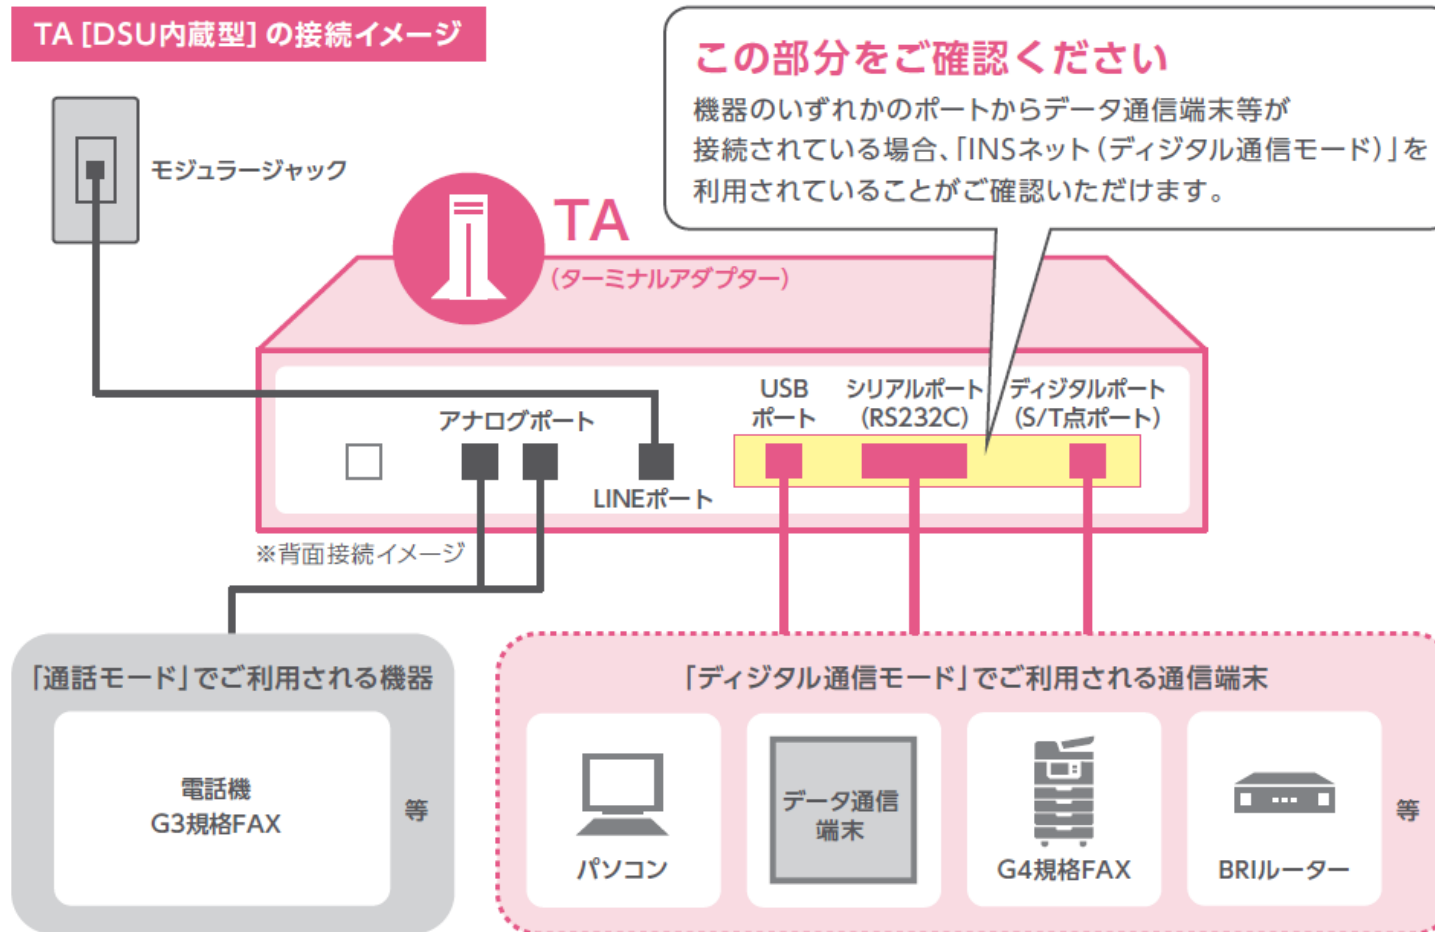 TA [DSU内蔵型] の接続イメージ
この部分をご確認ください
機器のいずれかのポートからデータ通信端末等が
接続されている場合、「INSネット(ディジタル通信モード)」を
利用されていることがご確認いただけます。
モジュラージャック
TA
(ターミナルアダプター)
アナログポート
LINEポート
USB
ポート
シリアルポート
(RS232C)
ディジタルポート
(S/T点ポート)
※背面接続イメージ
「通話モード」でご利用される機器
電話機
G3規格FAX
等
「ディジタル通信モード」でご利用される通信端末
パソコン
データ通信
端末
G4規格FAX
BRIルーター
等